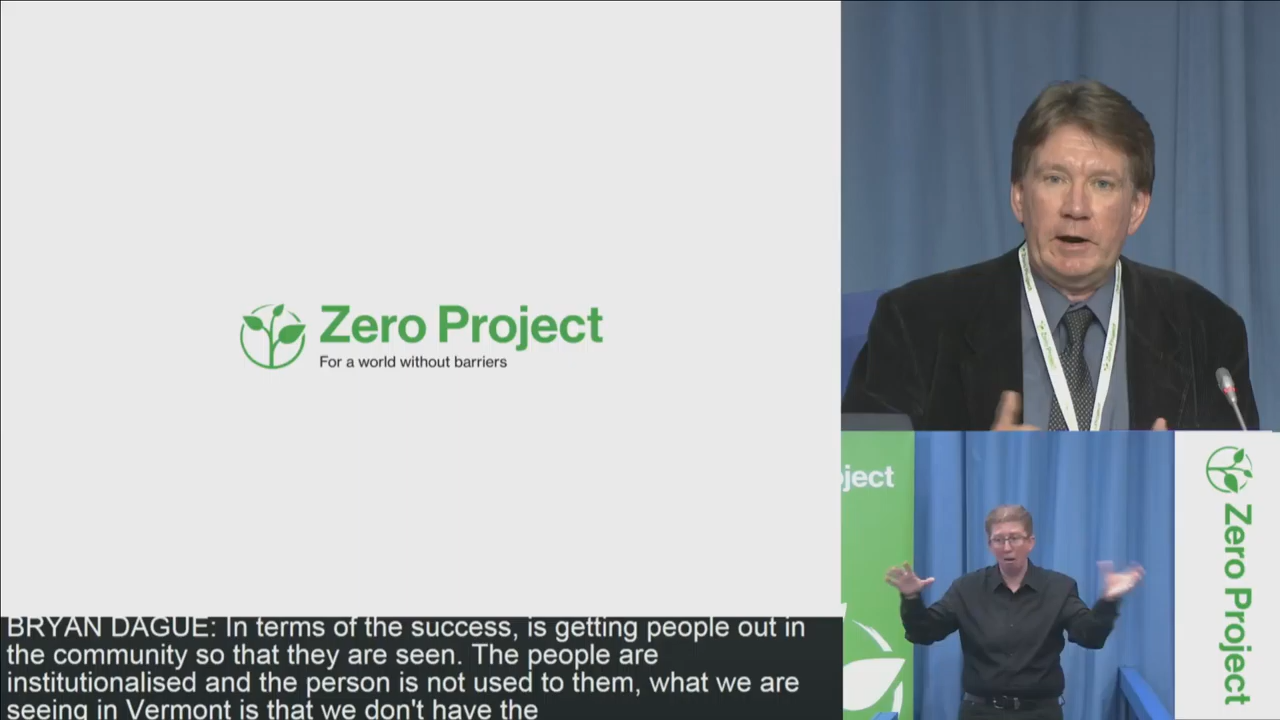 Zero Project
For a world without barriers
BRYAN DAGUE: In terms of the success, is getting people out in
the community so that they are seen. The people are
institutionalised and the person is not used to them, what we are
seeing in Vermont is that we don't have the
oject
Zero Project